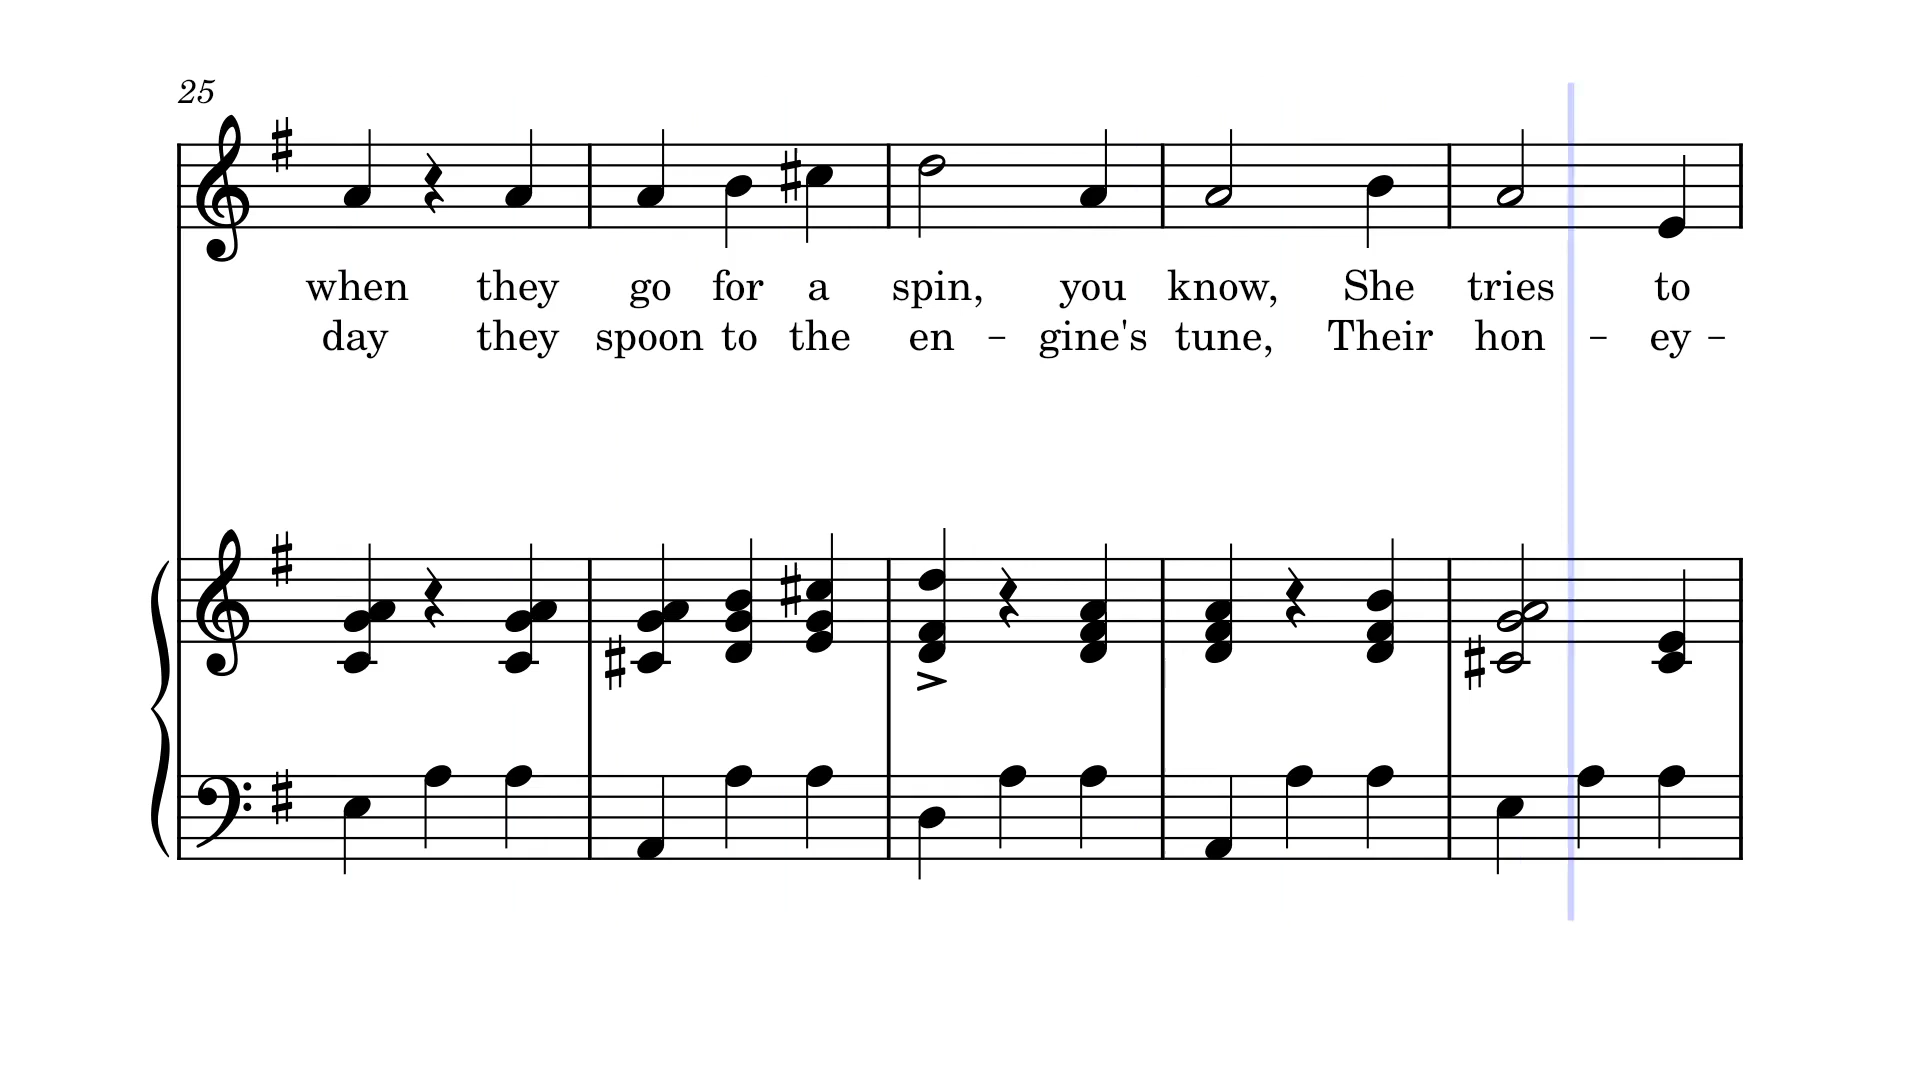 25
when they go for a spin, you know, She tries to
day they spoon to the en - gine's tune, Their hon - ey -